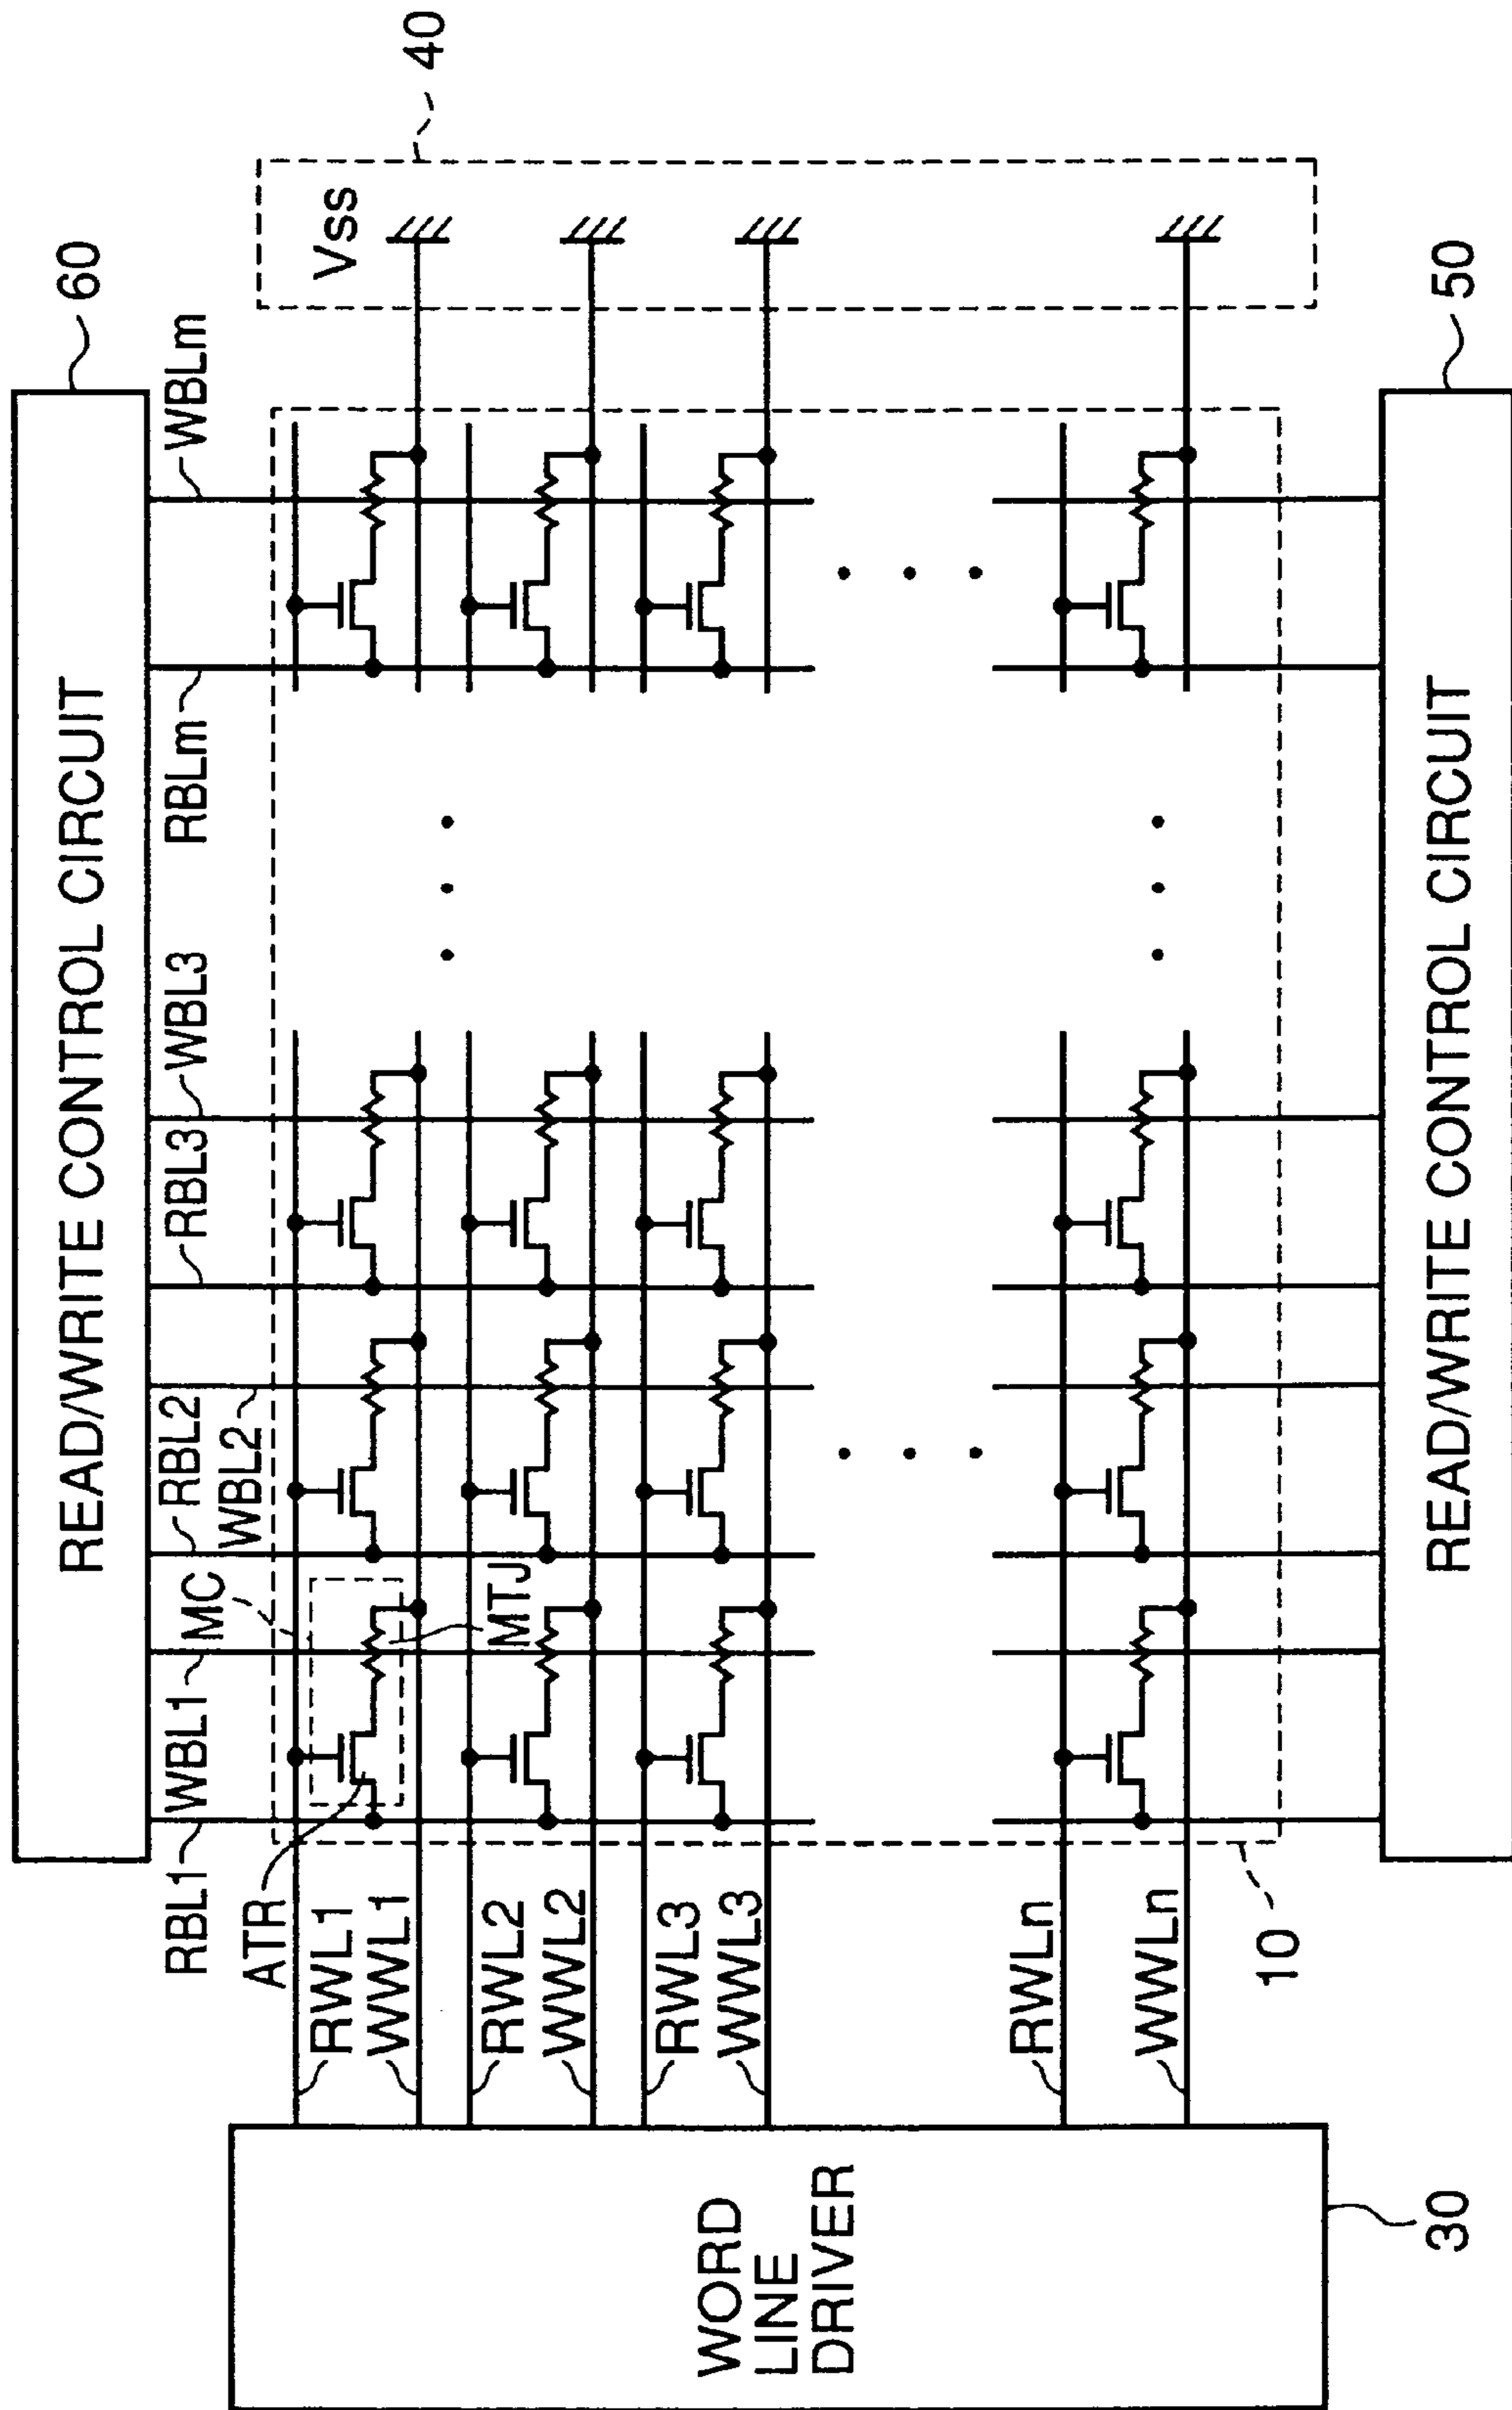 READ/WRITE CONTROL CIRCUIT
60
RBL1
WBL1
MC
RBL2
WBL2
RBL3
WBL3
RBLm
WBLm
40
Vss
ATR
MTJ
RWL1
WWL1
RWL2
WWL2
RWL3
WWL3
RWLn
WWLn
10
WORD
LINE
DRIVER
30
READ/WRITE CONTROL CIRCUIT
50